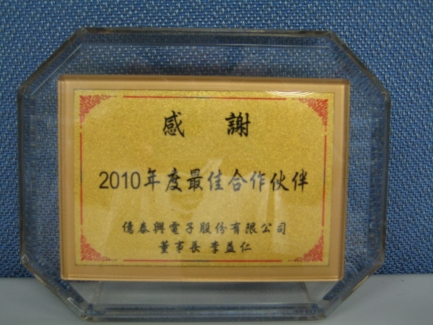 感 謝
2010年度最佳合作伙伴
億泰興電子股份有限公司
董事長 李益仁